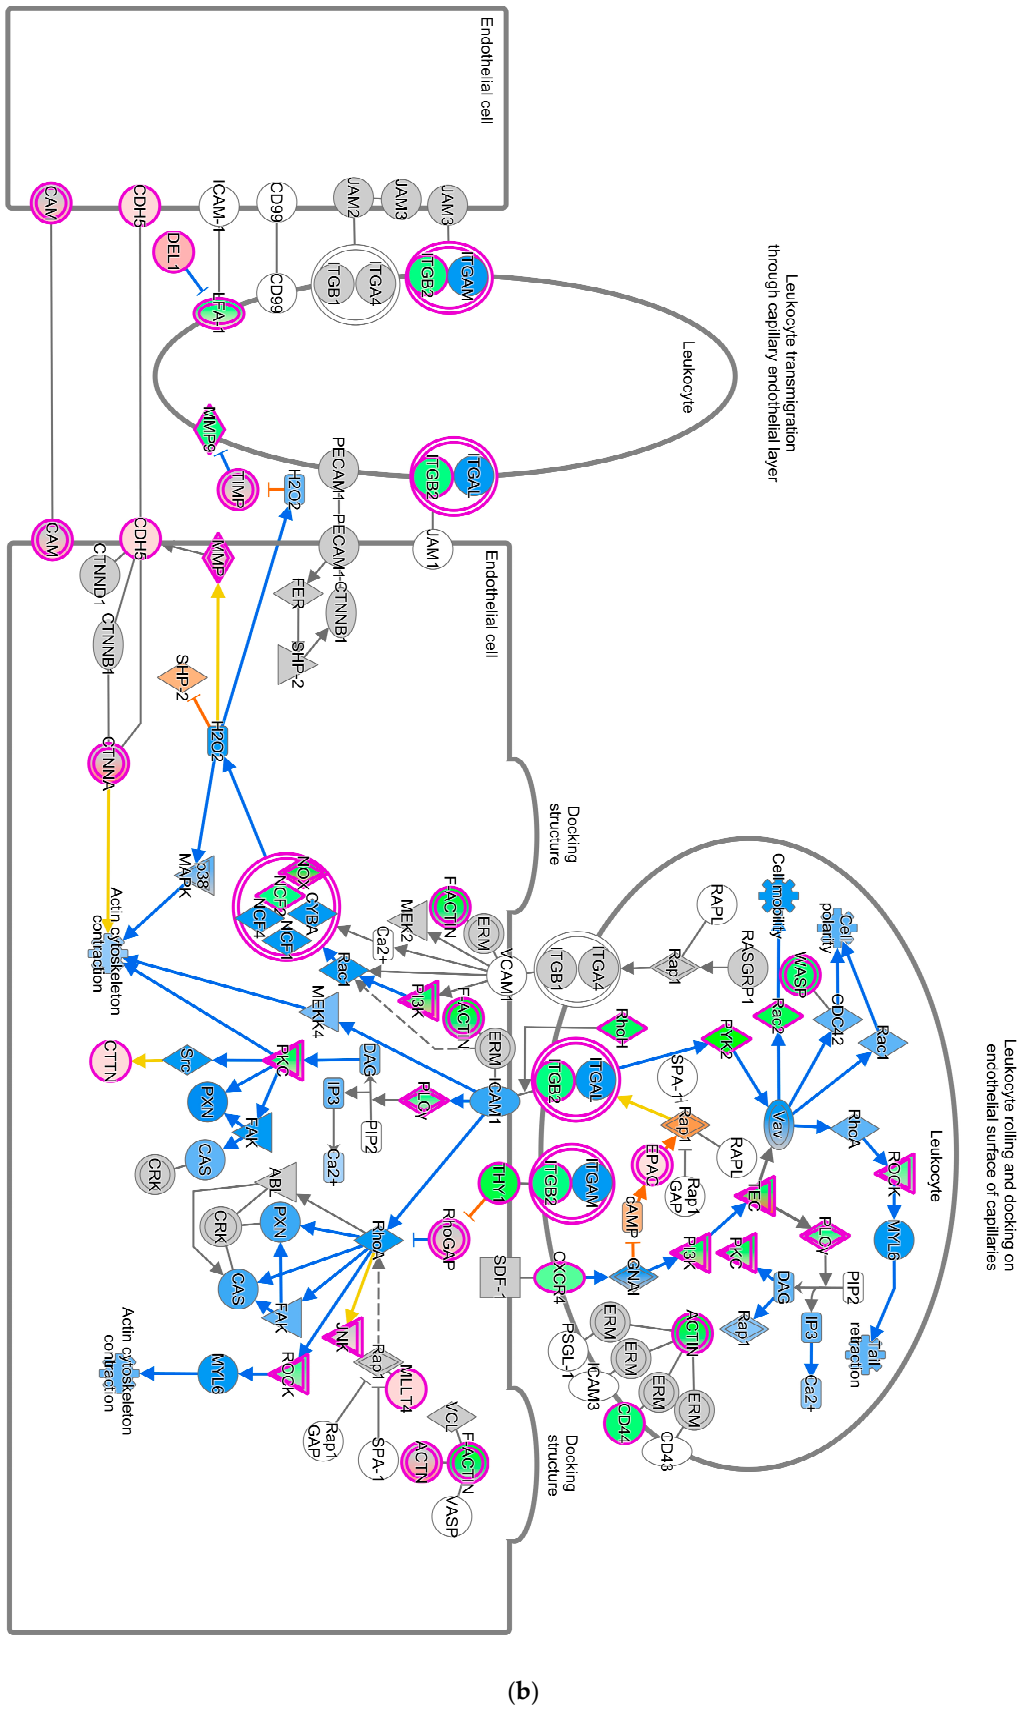 Leukocyte transmigration
through capillary endothelial layer
Leukocyte rolling and docking on
endothelial surface of capillaries
Endothelial cell
CAM
CDH5
ICAM-1
CD99
JAM2
JAM3
JAM3
DEL1
LFA-1
CD99
ITGB1
ITGA4
ITGB2
ITGAM
Leukocyte
MMP9
TIMP
H2O2
PECAM1
ITGB2
ITGAL
CAM
CDH5
MMP
PECAM1
JAM1
Endothelial cell
CTNND1
CTNNB1
FER
CTNNB1
SHP-2
SHP-2
CTNNA
H2O2
p38
MAPK
Actin cytoskeleton
contraction
NOX
CYBA
NCF2
NCF1
NCF4
Rac1
Ca2+
MEK2
F-ACTIN
ERM
VCAM1
Docking
structure
PI3K
F-ACTIN
ERM
MEKK4
ICAM1
CTTN
Src
PKC
DAG
PXN
FAK
CAS
CRK
IP3
PIP2
Ca2+
PLCγ
THY1
RhoGAP
ABL
CRK
PXN
RhoA
CAS
FAK
JNK
ROCK
MYL6
Actin cytoskeleton
contraction
Rap1
MLLT4
Rap1
GAP
SPA-1
VCL
F-ACTIN
ACTN
VASP
SDF-1
Docking
structure
ITGB1
ITGA4
Rap1
RAPL
RASGRP1
Cell mobility
Cell
polarity
WASP
Rac2
CDC42
Rac1
RhoH
PYK2
ITGB2
ITGAL
SPA-1
Rap1
RAPL
Vav
RhoA
ROCK
MYL6
Leukocyte
EPAC
Rap1
GAP
TEC
ITGB2
ITGAM
cAMP
GNAI
CXCR4
PI3K
PKC
PLCγ
DAG
PIP2
IP3
Ca2+
Rap1
Tail
retraction
ACTIN
ERM
ERM
ERM
ERM
PSGL-1
ICAM3
CD44
CD43
(b)